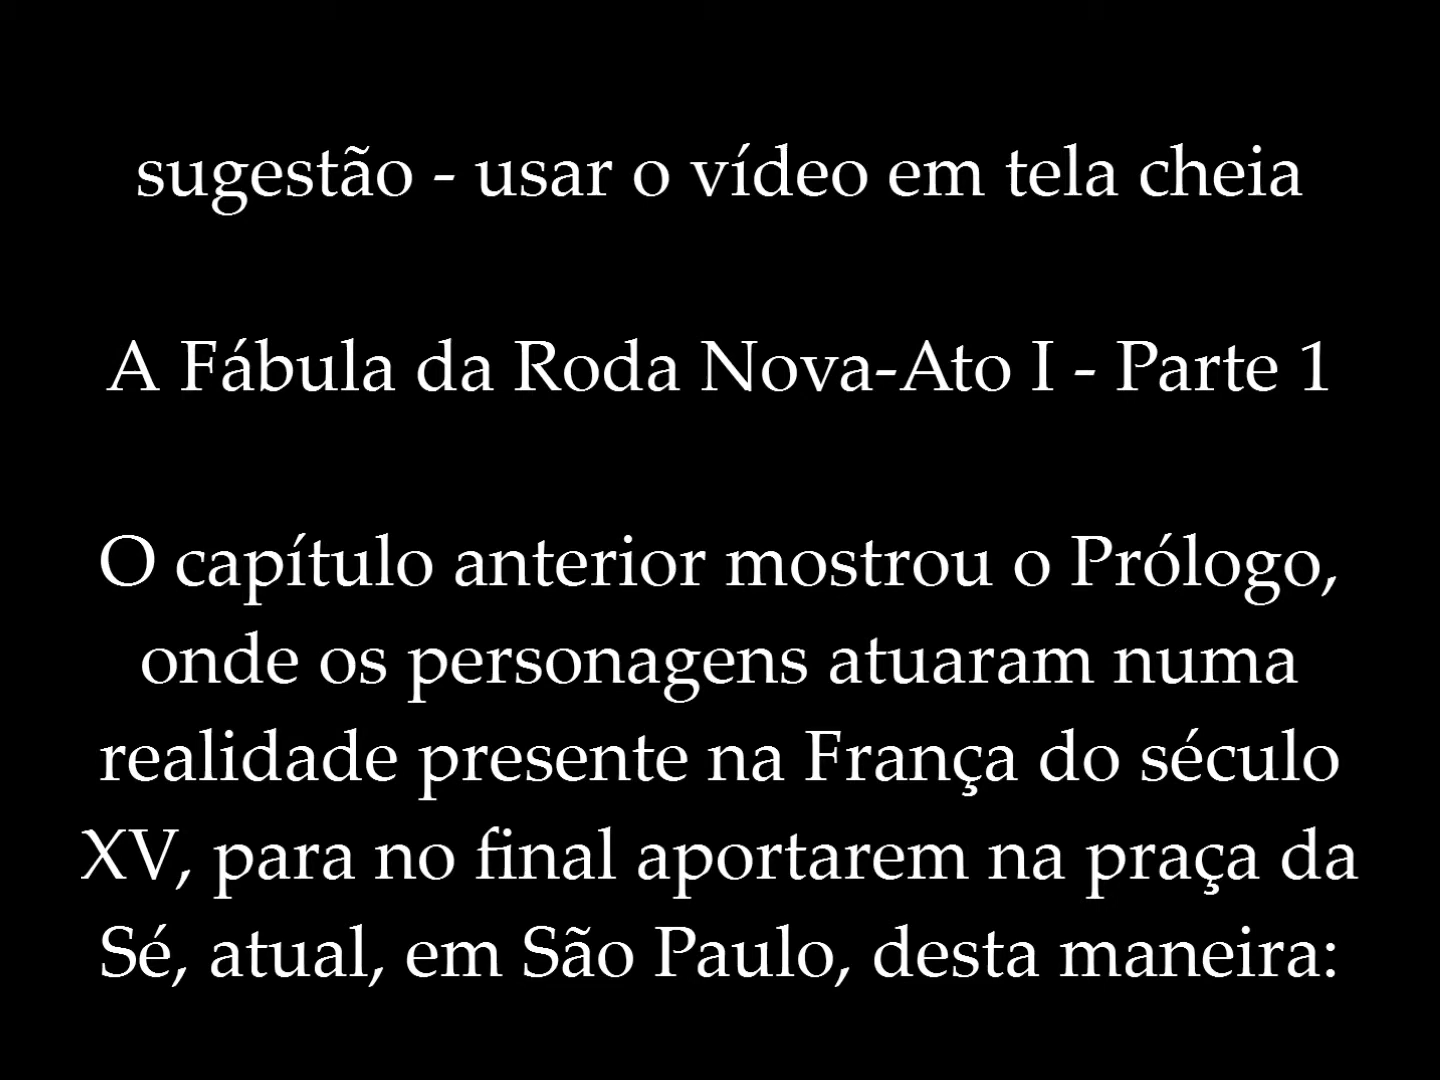 sugestão - usar o vídeo em tela cheia
A Fábula da Roda Nova-Ato I - Parte 1
O capítulo anterior mostrou o Prólogo,
onde os personagens atuaram numa
realidade presente na França do século
XV, para no final aportarem na praça da
Sé, atual, em São Paulo, desta maneira: